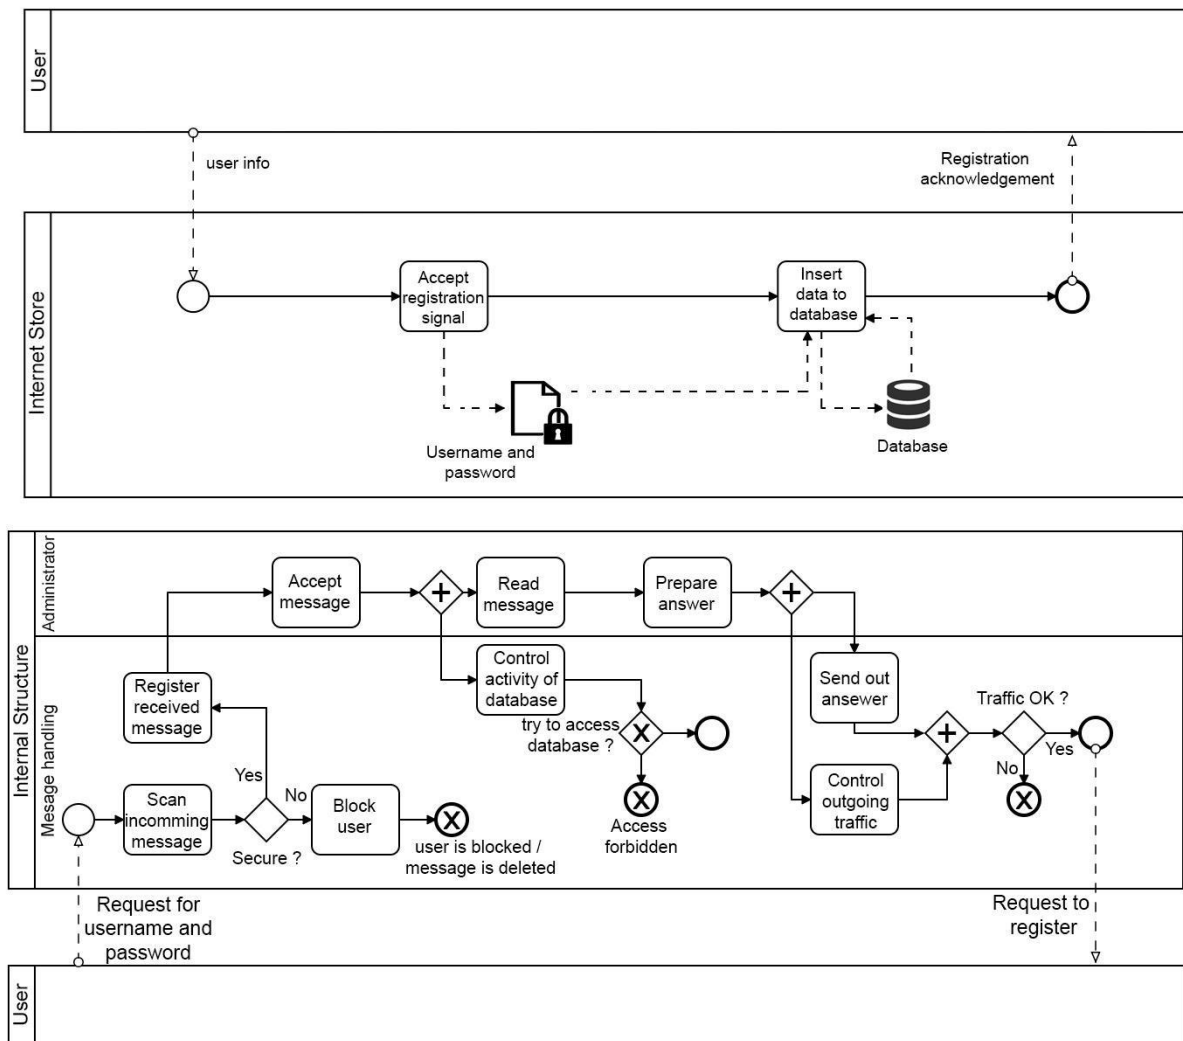 User
user info
Registration
acknowledgement
Internet Store
Accept
registration
signal
Insert
data to
database
Username and
password
Database
Internal Structure
Administrator
Accept
message
Read
message
Prepare
answer
Mesage handling
Register
received
message
Control
activity of
database
try to access
database ?
Send out
ansewer
Traffic OK ?
Yes
No
Yes
Scan
incomming
message
No
Block
user
Secure ?
user is blocked /
message is deleted
Access
forbidden
Control
outgoing
traffic
Request for
username and
password
Request to
register
User